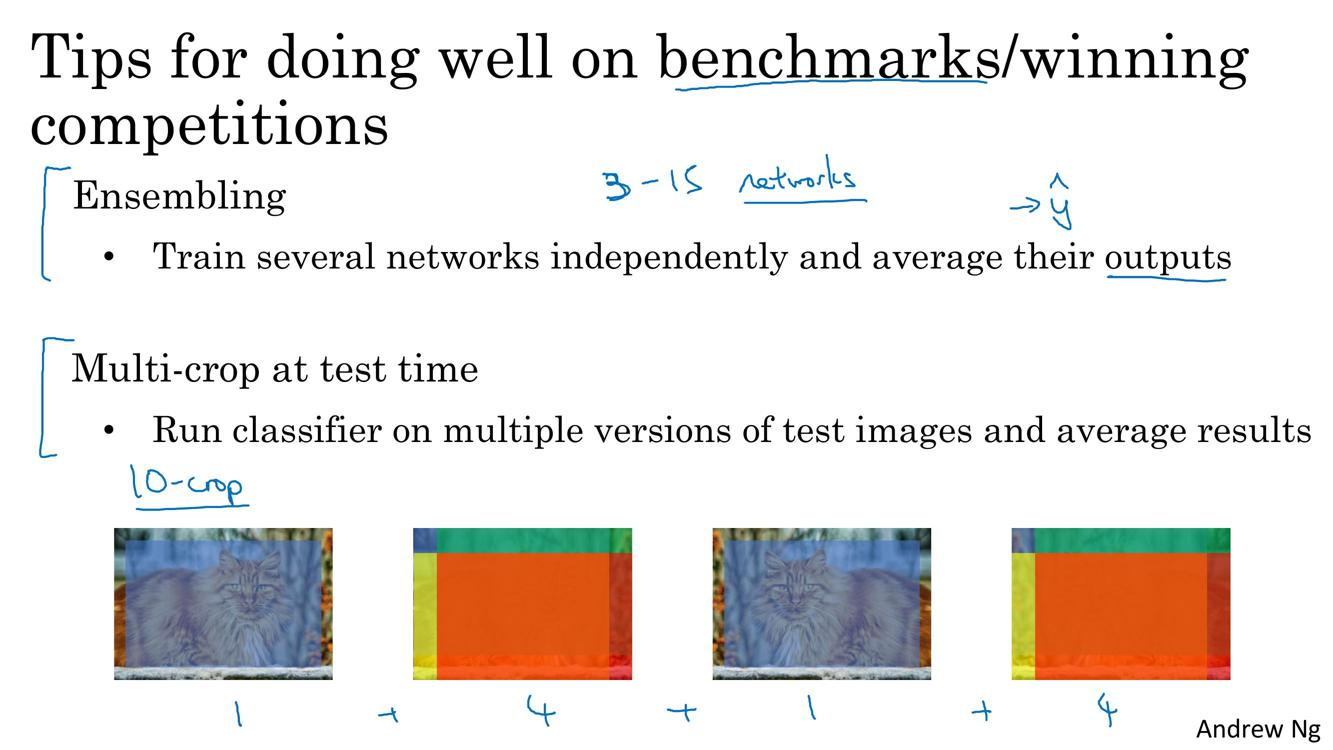 Tips for doing well on benchmarks/winning
competitions
Ensembling
3-15 networks
→ ŷ
• Train several networks independently and average their outputs
Multi-crop at test time
• Run classifier on multiple versions of test images and average results
10-crop
1 + 4 + 1 + 4
Andrew Ng